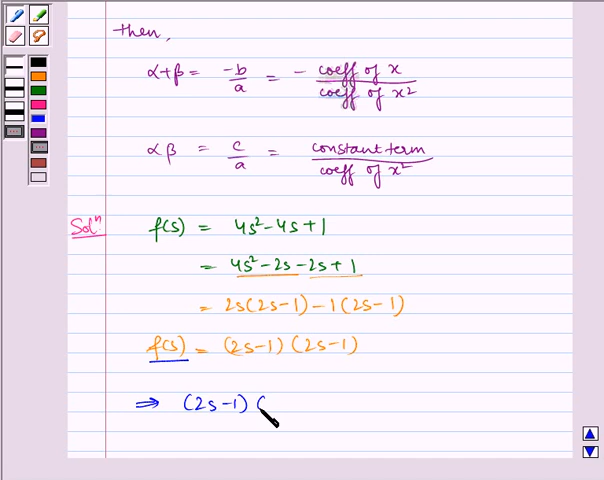 then,
α+β = -b/a = - coeff of x / coeff of x²
αβ = c/a = constant term / coeff of x²
Solⁿ. f(s) = 4s²-4s+1
= 4s²-2s-2s+1
= 2s(2s-1)-1(2s-1)
f(s) = (2s-1)(2s-1)
⇒ (2s-1)(